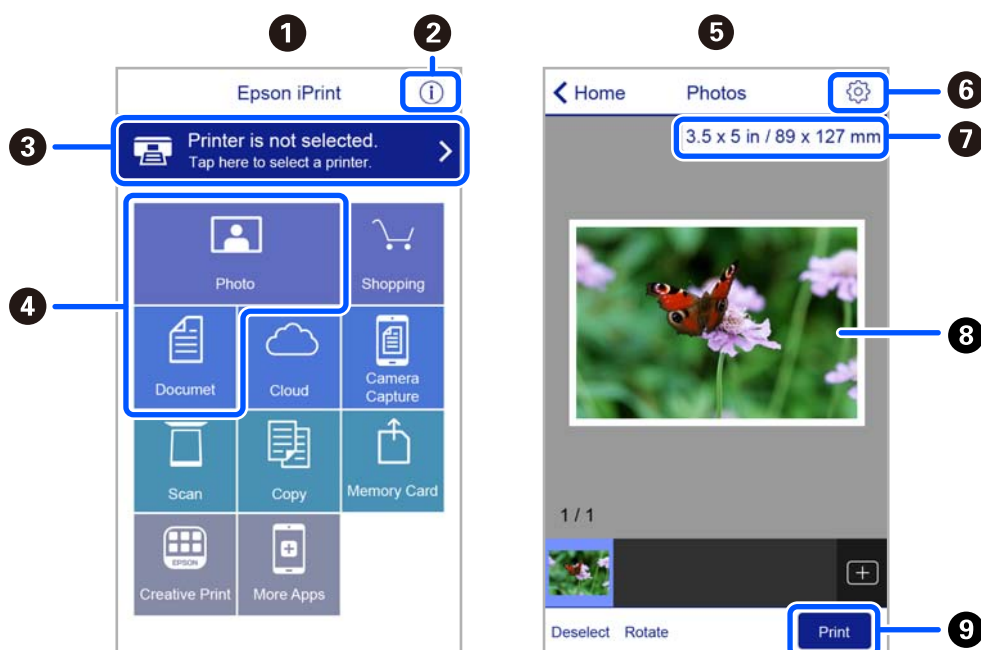 1
2
Epson iPrint
3
Printer is not selected.
Tap here to select a printer.
4
Photo
Shopping
Documet
Cloud
Camera
Capture
Scan
Copy
Memory Card
EPSON
Creative Print
More Apps
5
Home
Photos
6
3.5 x 5 in / 89 x 127 mm
7
8
1 / 1
Deselect
Rotate
Print
9